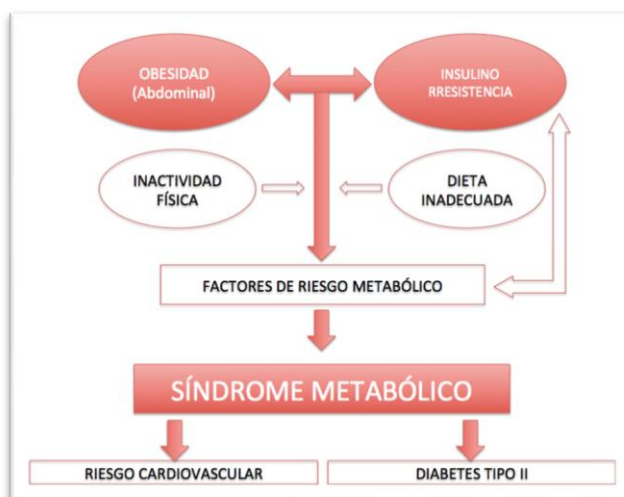 OBESIDAD
(Abdominal)
INSULINO
RRESISTENCIA
INACTIVIDAD
FÍSICA
DIETA
INADECUADA
FACTORES DE RIESGO METABÓLICO
SÍNDROME METABÓLICO
RIESGO CARDIOVASCULAR
DIABETES TIPO II